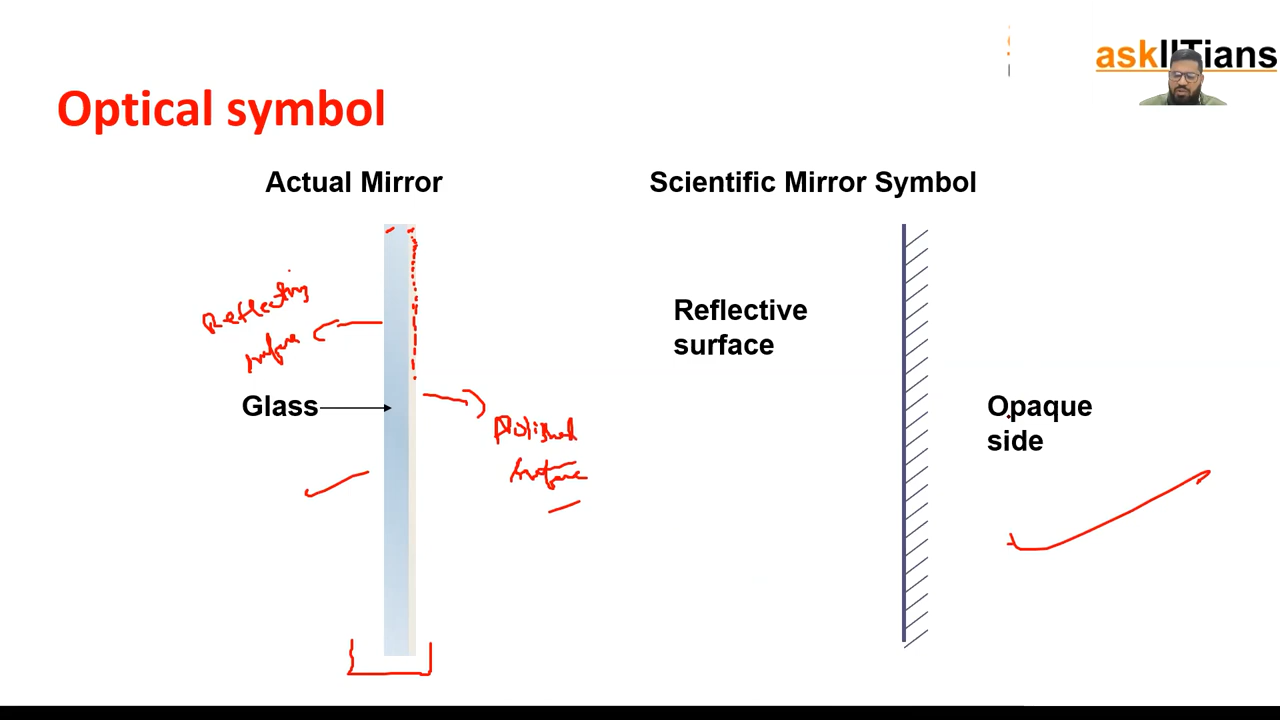 askIITians
Optical symbol
Actual Mirror
Scientific Mirror Symbol
Reflecting
surface
Reflective
surface
Glass
Opaque
side
Polished
surface